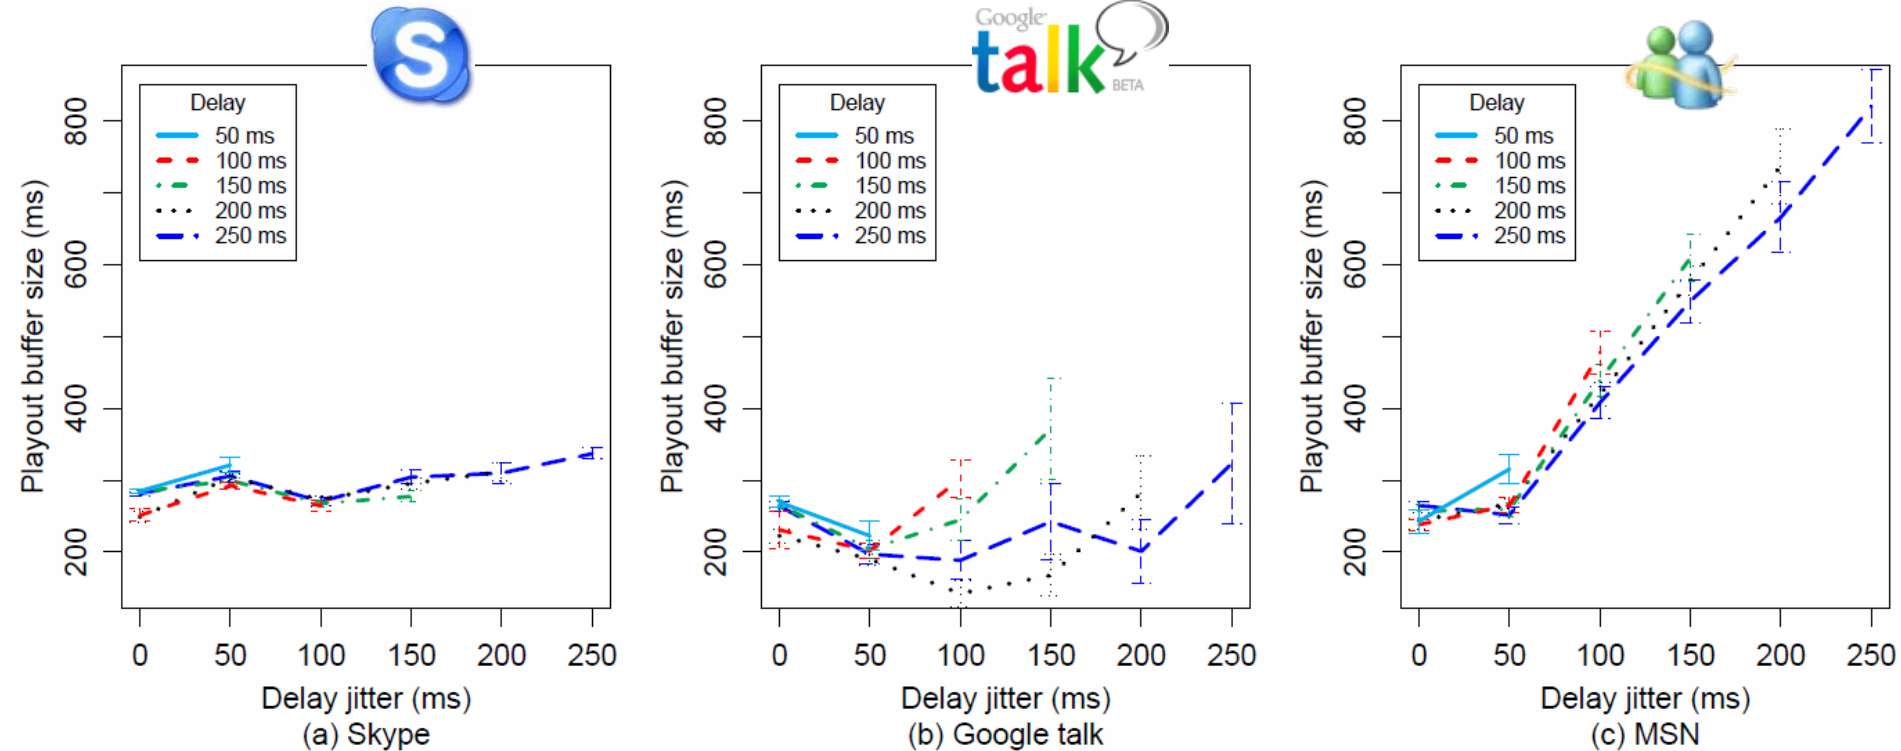 S
Google
talk
BETA
Delay
50 ms
100 ms
150 ms
200 ms
250 ms
Playout buffer size (ms)
800
600
400
200
0 50 100 150 200 250
Delay jitter (ms)
(a) Skype
Delay
50 ms
100 ms
150 ms
200 ms
250 ms
Playout buffer size (ms)
800
600
400
200
0 50 100 150 200 250
Delay jitter (ms)
(b) Google talk
Delay
50 ms
100 ms
150 ms
200 ms
250 ms
Playout buffer size (ms)
800
600
400
200
0 50 100 150 200 250
Delay jitter (ms)
(c) MSN